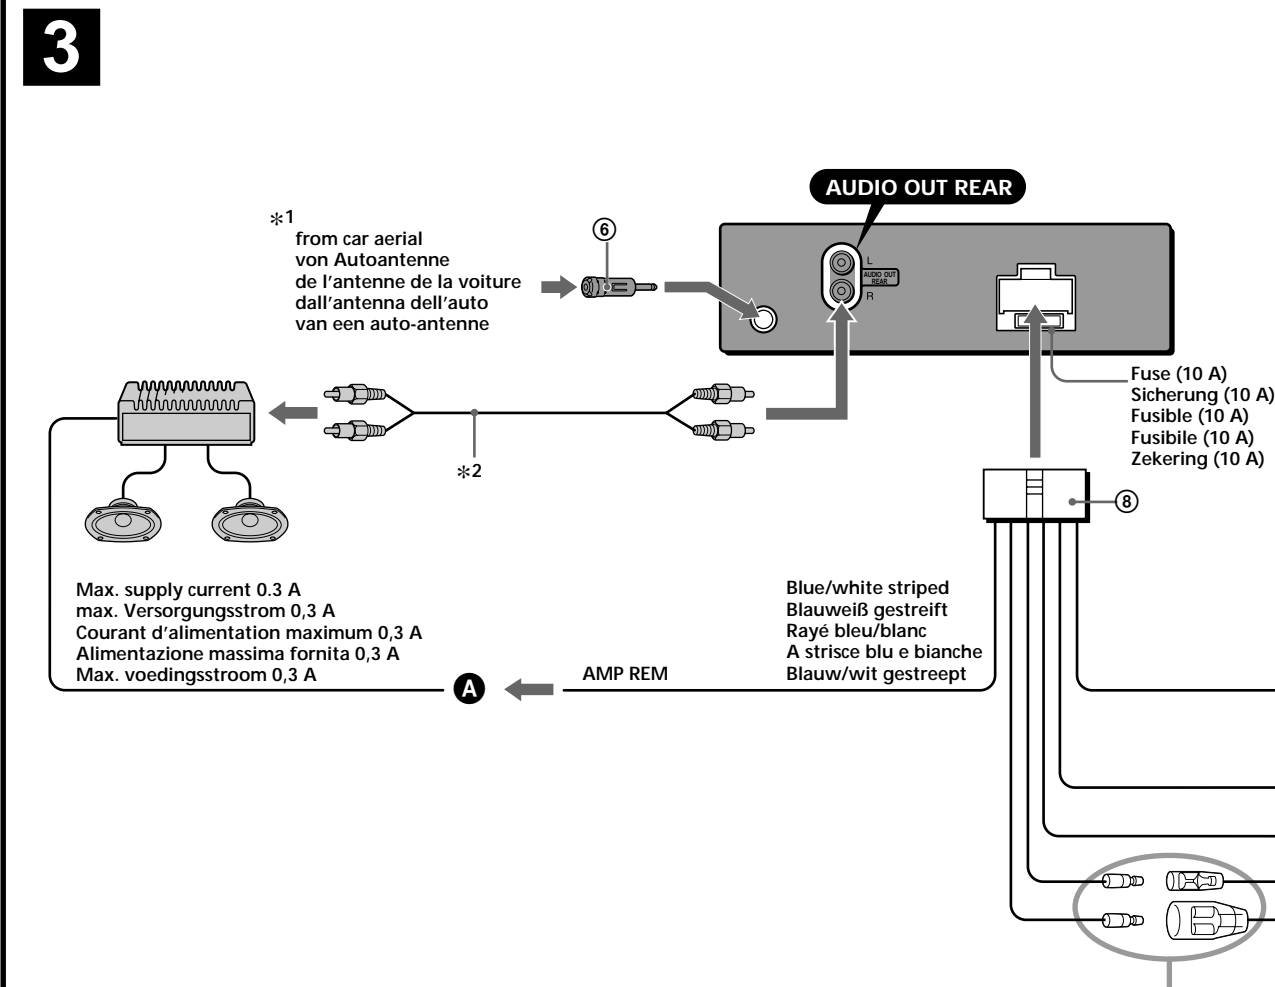 3
AUDIO OUT REAR
*1
from car aerial
von Autoantenne
de l'antenne de la voiture
dall'antenna dell'auto
van een auto-antenne
⑥
L
AUDIO OUT
REAR
R
Fuse (10 A)
Sicherung (10 A)
Fusible (10 A)
Fusibile (10 A)
Zekering (10 A)
*2
⑧
Max. supply current 0.3 A
max. Versorgungsstrom 0,3 A
Courant d'alimentation maximum 0,3 A
Alimentazione massima fornita 0,3 A
Max. voedingsstroom 0,3 A
Blue/white striped
Blauweiß gestreift
Rayé bleu/blanc
A strisce blu e bianche
Blauw/wit gestreept
A
AMP REM